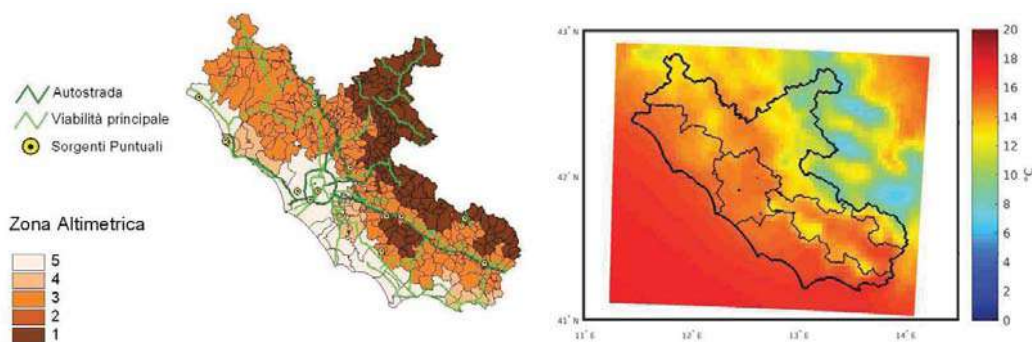 Autostrada
Viabilità principale
Sorgenti Puntuali
Zona Altimetrica
5
4
3
2
1
43° N
42° N
41° N
11° E
12° E
13° E
14° E
20
18
16
14
12
10
8
6
4
2
0
°C